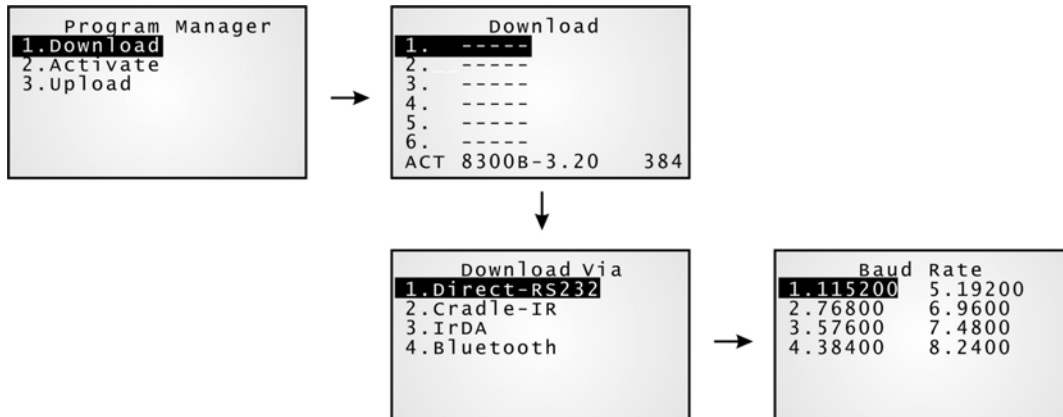 Program Manager
1.Download
2.Activate
3.Upload
Download
1. -----
2. -----
3. -----
4. -----
5. -----
6. -----
ACT 8300B-3.20 384
Download Via
1.Direct-RS232
2.Cradle-IR
3.IrDA
4.Bluetooth
Baud Rate
1.115200 5.19200
2.76800 6.9600
3.57600 7.4800
4.38400 8.2400